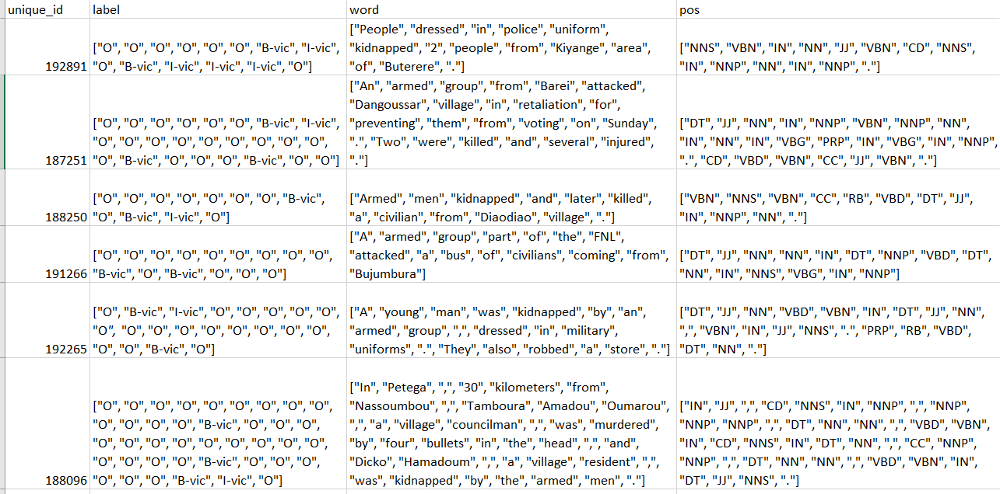 unique_id label word pos
["People", "dressed", "in", "police", "uniform",
["O", "O", "O", "O", "O", "O", "B-vic", "I-vic", "kidnapped", "2", "people", "from", "Kiyange", "area", ["NNS", "VBN", "IN", "NN", "JJ", "VBN", "CD", "NNS",
192891 "O", "B-vic", "I-vic", "I-vic", "I-vic", "O"] "of", "Buterere", "."] "IN", "NNP", "NN", "IN", "NNP", "."]
["An", "armed", "group", "from", "Barei", "attacked",
"Dangoussar", "village", "in", "retaliation", "for",
["O", "O", "O", "O", "O", "O", "B-vic", "I-vic", "preventing", "them", "from", "voting", "on", "Sunday", ["DT", "JJ", "NN", "IN", "NNP", "VBN", "NNP", "NN",
"O", "O", "O", "O", "O", "O", "O", "O", "O", ".", "Two", "were", "killed", "and", "several", "injured", "IN", "NN", "IN", "VBG", "PRP", "IN", "VBG", "IN", "NNP",
187251 "O", "B-vic", "O", "O", "O", "B-vic", "O", "O"] "."] ".", "CD", "VBD", "VBN", "CC", "JJ", "VBN", "."]
["O", "O", "O", "O", "O", "O", "O", "B-vic", ["Armed", "men", "kidnapped", "and", "later", "killed", ["VBN", "NNS", "VBN", "CC", "RB", "VBD", "DT", "JJ",
188250 "O", "B-vic", "I-vic", "O"] "a", "civilian", "from", "Diaodiao", "village", "."] "IN", "NNP", "NN", "."]
["A", "armed", "group", "part", "of", "the", "FNL",
["O", "O", "O", "O", "O", "O", "O", "O", "O", "attacked", "a", "bus", "of", "civilians", "coming", "from", ["DT", "JJ", "NN", "NN", "IN", "DT", "NNP", "VBD", "DT",
191266 "B-vic", "O", "B-vic", "O", "O", "O"] "Bujumbura"] "NN", "IN", "NNS", "VBG", "IN", "NNP"]
["O", "B-vic", "I-vic", "O", "O", "O", "O", "O", ["A", "young", "man", "was", "kidnapped", "by", "an", ["DT", "JJ", "NN", "VBD", "VBN", "IN", "DT", "JJ", "NN",
"O", "O", "O", "O", "O", "O", "O", "O", "O", "armed", "group", ",", "dressed", "in", "military", ",", "VBN", "IN", "JJ", "NNS", ".", "PRP", "RB", "VBD",
192265 "O", "O", "B-vic", "O"] "uniforms", ".", "They", "also", "robbed", "a", "store", "."] "DT", "NN", "."]
["In", "Petega", ",", "30", "kilometers", "from",
["O", "O", "O", "O", "O", "O", "O", "O", "O", "Nassoumbou", ",", "Tamboura", "Amadou", "Oumarou", ["IN", "JJ", ",", "CD", "NNS", "IN", "NNP", ",", "NNP",
"O", "O", "O", "O", "B-vic", "O", "O", "O", ",", "a", "village", "councilman", ",", "was", "murdered", "NNP", "NNP", ",", "DT", "NN", "NN", ",", "VBD", "VBN",
"O", "O", "O", "O", "O", "O", "O", "O", "O", "by", "four", "bullets", "in", "the", "head", ",", "and", "IN", "CD", "NNS", "IN", "DT", "NN", ",", "CC", "NNP",
"O", "O", "O", "O", "B-vic", "O", "O", "O", "Dicko", "Hamadoum", ",", "a", "village", "resident", ",", "NNP", ",", "DT", "NN", "NN", ",", "VBD", "VBN", "IN",
188096 "O", "O", "O", "B-vic", "I-vic", "O"] "was", "kidnapped", "by", "the", "armed", "men", "."] "DT", "JJ", "NNS", "."]